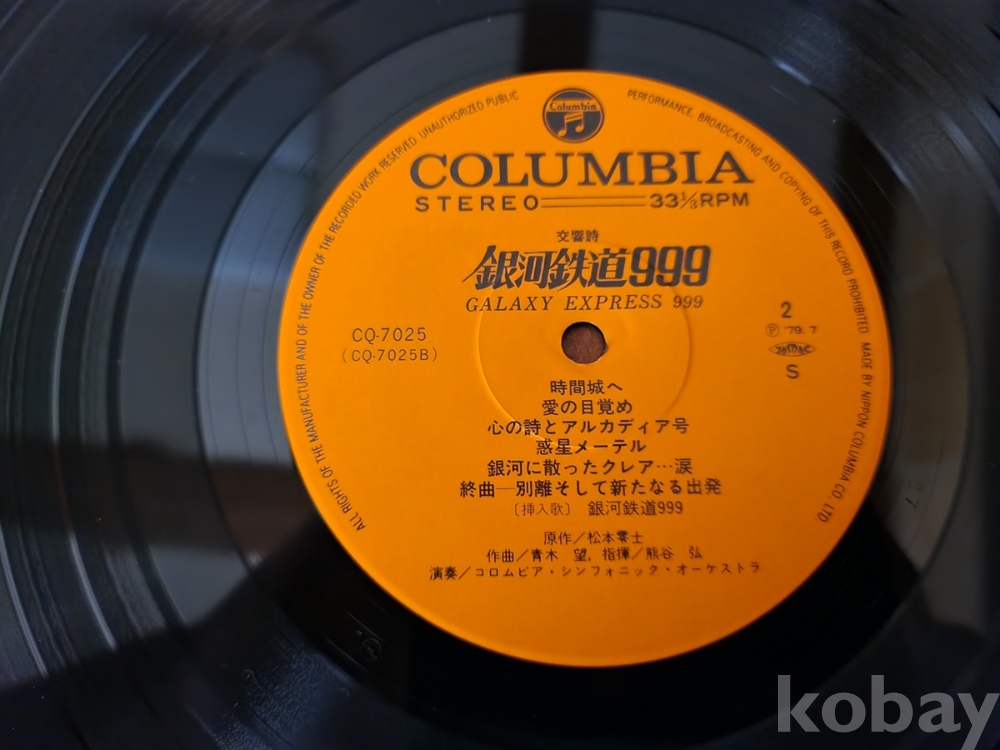 Columbia
COLUMBIA
STEREO 33⅓RPM
交響詩
銀河鉄道999
GALAXY EXPRESS 999
CQ-7025
(CQ-7025B)
2
Ⓟ '79. 7
JASRAC
S
時間城へ
愛の目覚め
心の詩とアルカディア号
惑星メーテル
銀河に散ったクレア…涙
終曲―別離そして新たなる出発
〔挿入歌〕 銀河鉄道999
原作/松本零士
作曲/青木 望, 指揮/熊谷 弘
演奏/コロムビア・シンフォニック・オーケストラ
ALL RIGHTS OF THE MANUFACTURER AND OF THE OWNER OF THE RECORDED WORK RESERVED. UNAUTHORIZED PUBLIC PERFORMANCE, BROADCASTING AND COPYING OF THIS RECORD PROHIBITED. MADE BY NIPPON COLUMBIA CO., LTD.
kobay